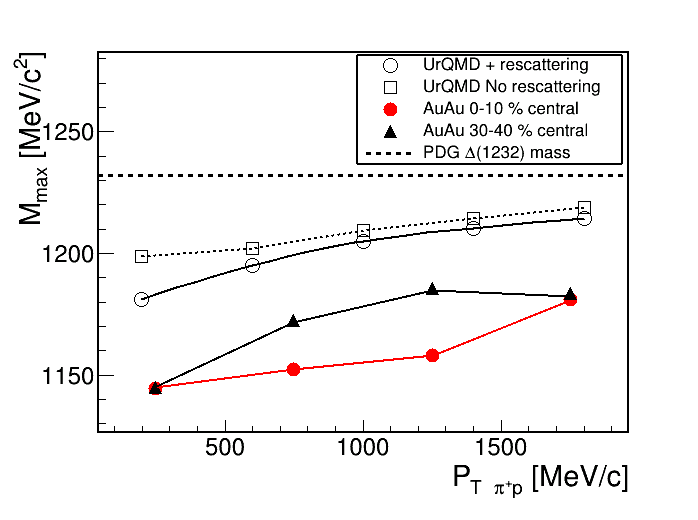 M_max [MeV/c²]
UrQMD + rescattering
UrQMD No rescattering
AuAu 0-10 % central
AuAu 30-40 % central
PDG Δ(1232) mass
1250
1200
1150
500 1000 1500
P_T π⁺p [MeV/c]